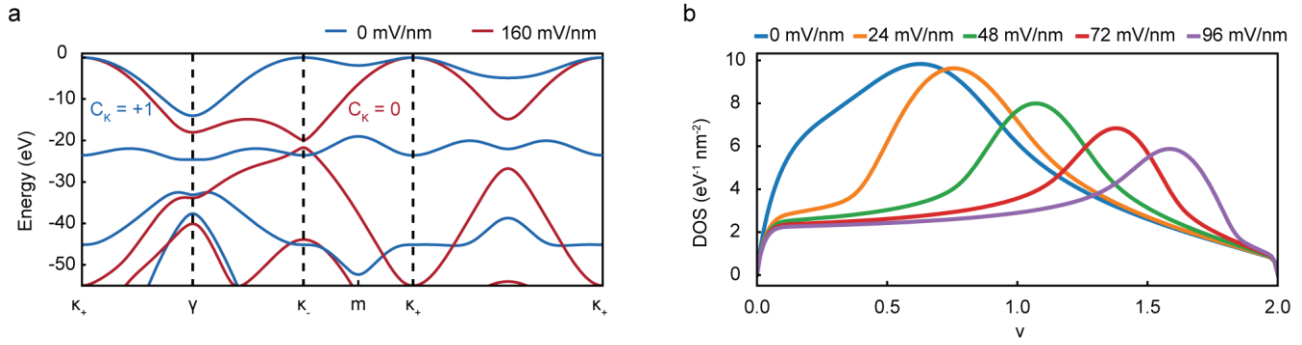 a
0 mV/nm 160 mV/nm
0
-10
-20
-30
-40
-50
Energy (eV)
Cκ = +1
Cκ = 0
κ₊ γ κ₋ m κ₊ κ₊
b
0 mV/nm 24 mV/nm 48 mV/nm 72 mV/nm 96 mV/nm
10
8
6
4
2
0
DOS (eV⁻¹ nm⁻²)
0.0 0.5 1.0 1.5 2.0
ν